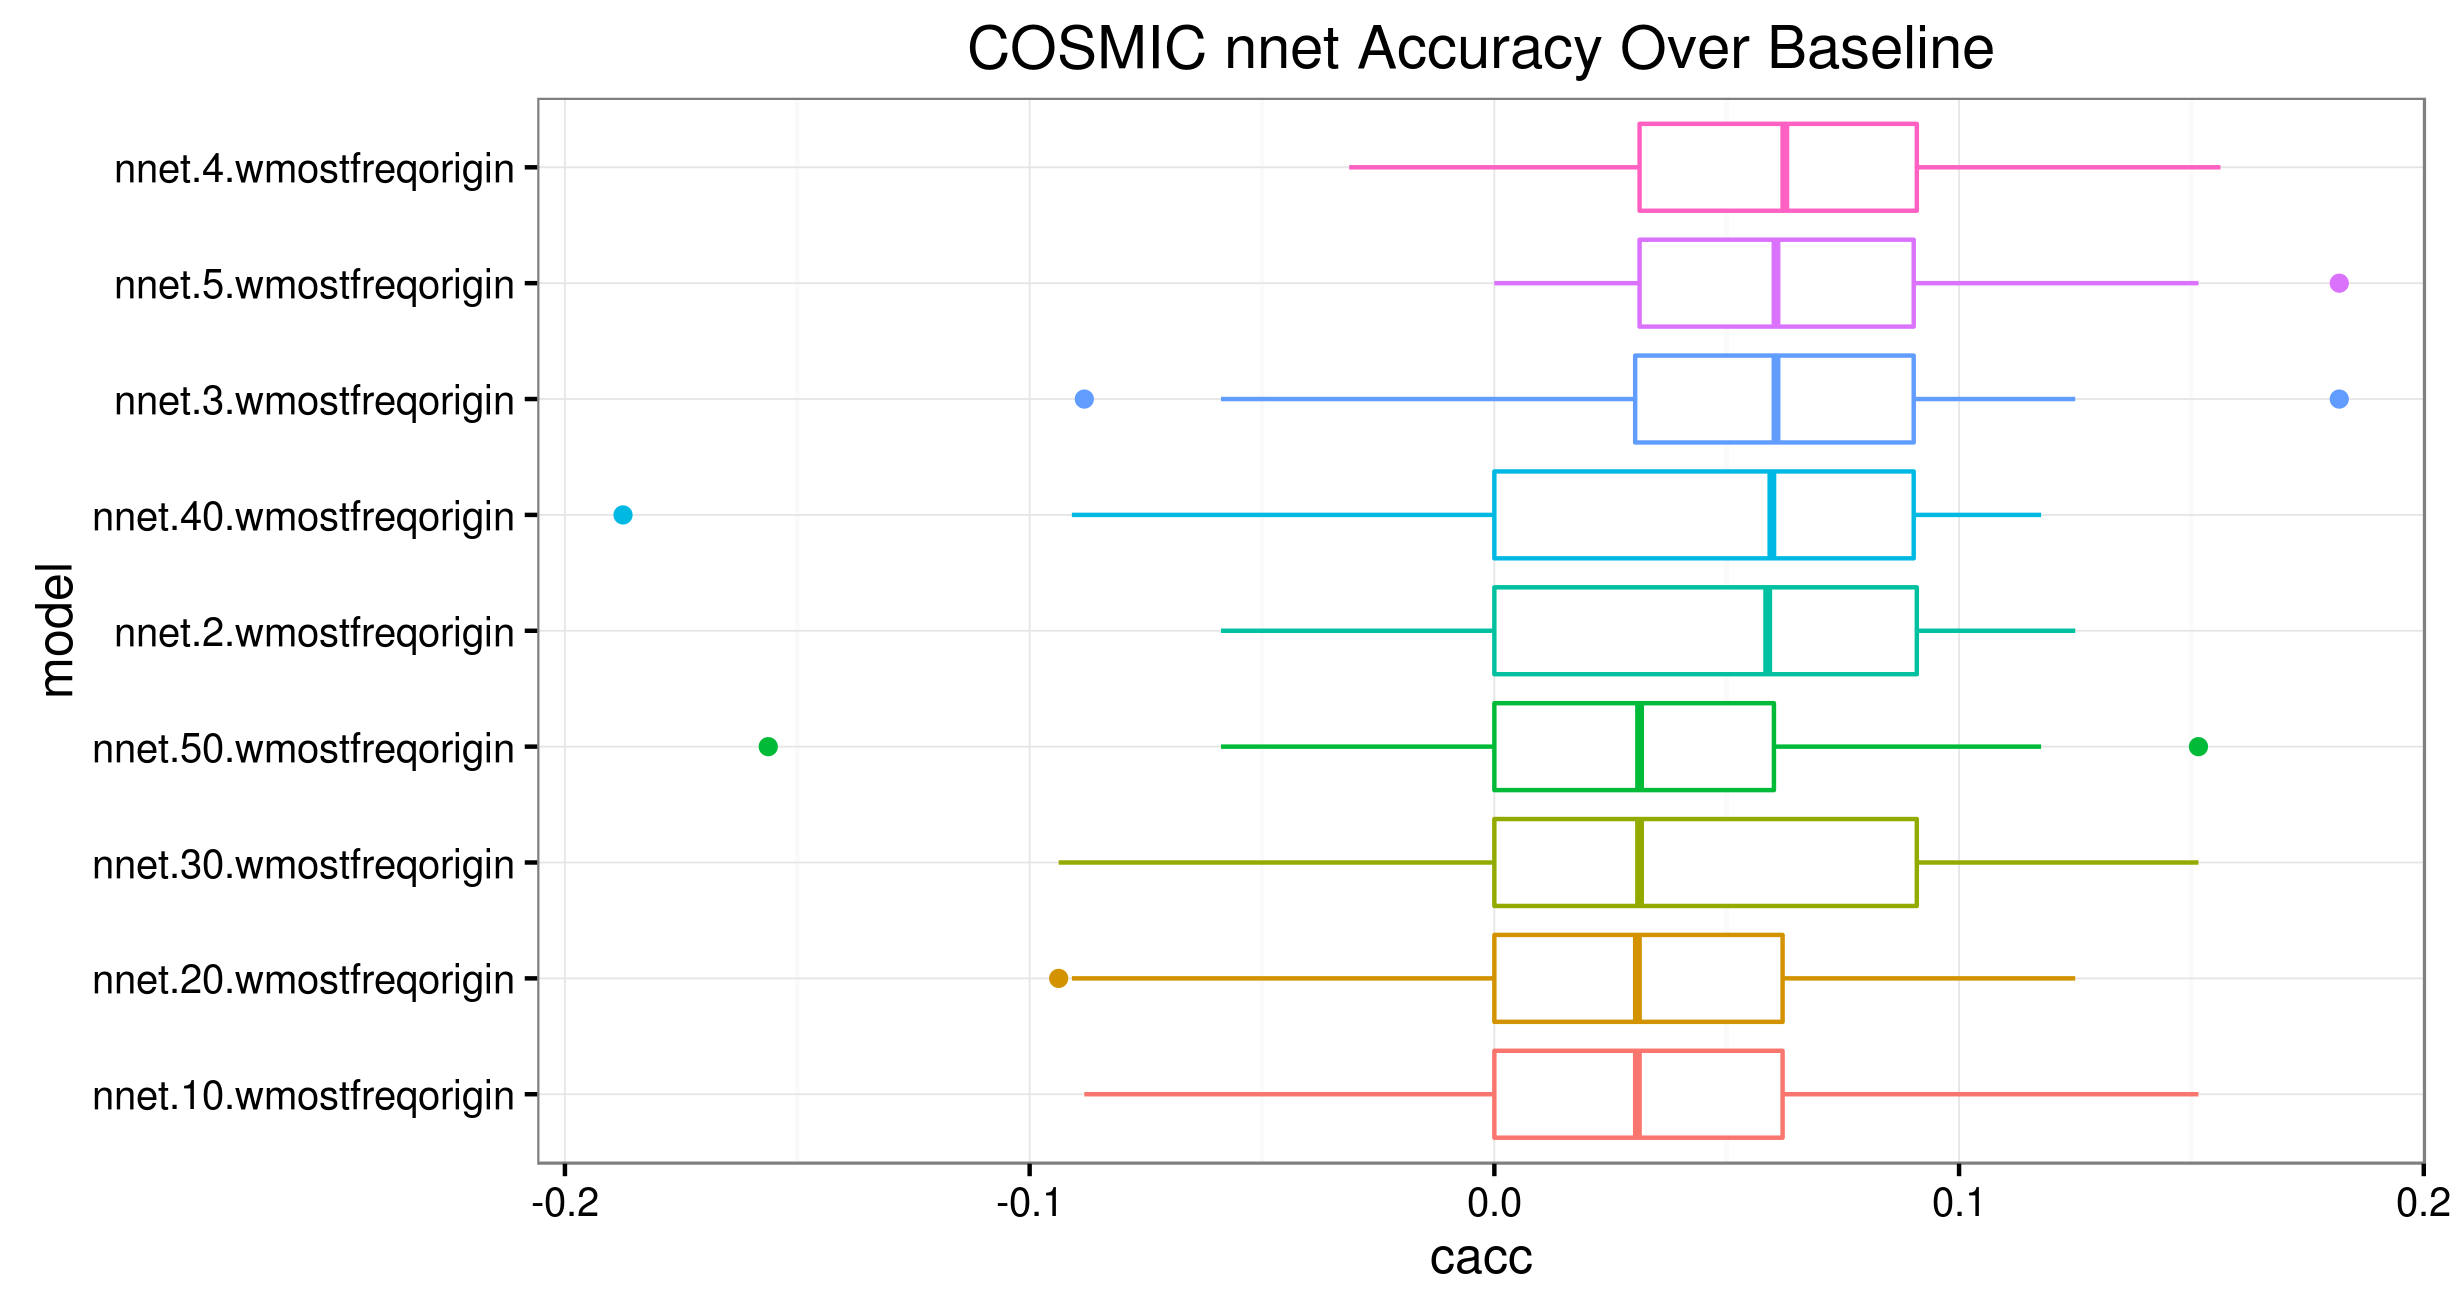 COSMIC nnet Accuracy Over Baseline
nnet.4.wmostfreqorigin
nnet.5.wmostfreqorigin
nnet.3.wmostfreqorigin
nnet.40.wmostfreqorigin
nnet.2.wmostfreqorigin
nnet.50.wmostfreqorigin
nnet.30.wmostfreqorigin
nnet.20.wmostfreqorigin
nnet.10.wmostfreqorigin
model
-0.2 -0.1 0.0 0.1 0.2
cacc